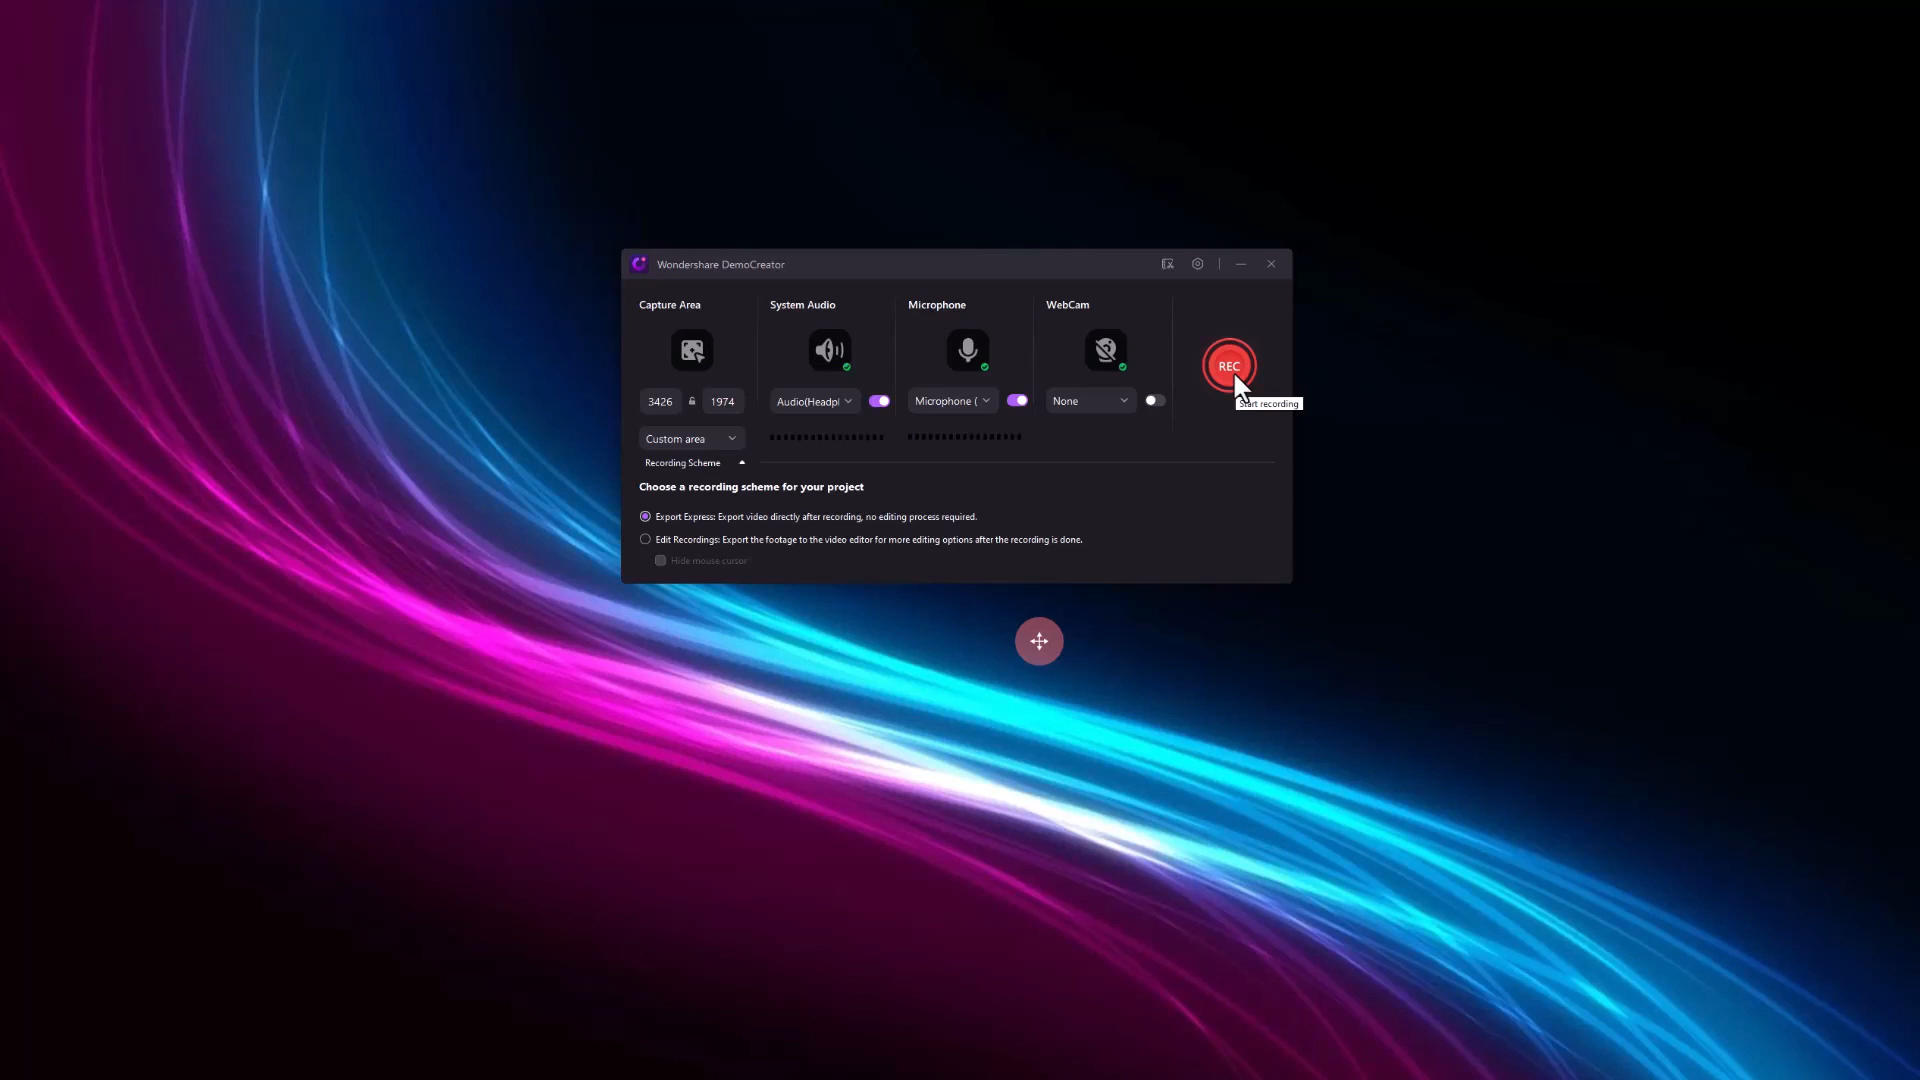 Wondershare DemoCreator
Capture Area
System Audio
Microphone
WebCam
REC
3426
1974
Audio(Headpl
Microphone (
None
Start recording
Custom area
Recording Scheme
Choose a recording scheme for your project
Export Express: Export video directly after recording, no editing process required.
Edit Recordings: Export the footage to the video editor for more editing options after the recording is done.
Hide mouse cursor